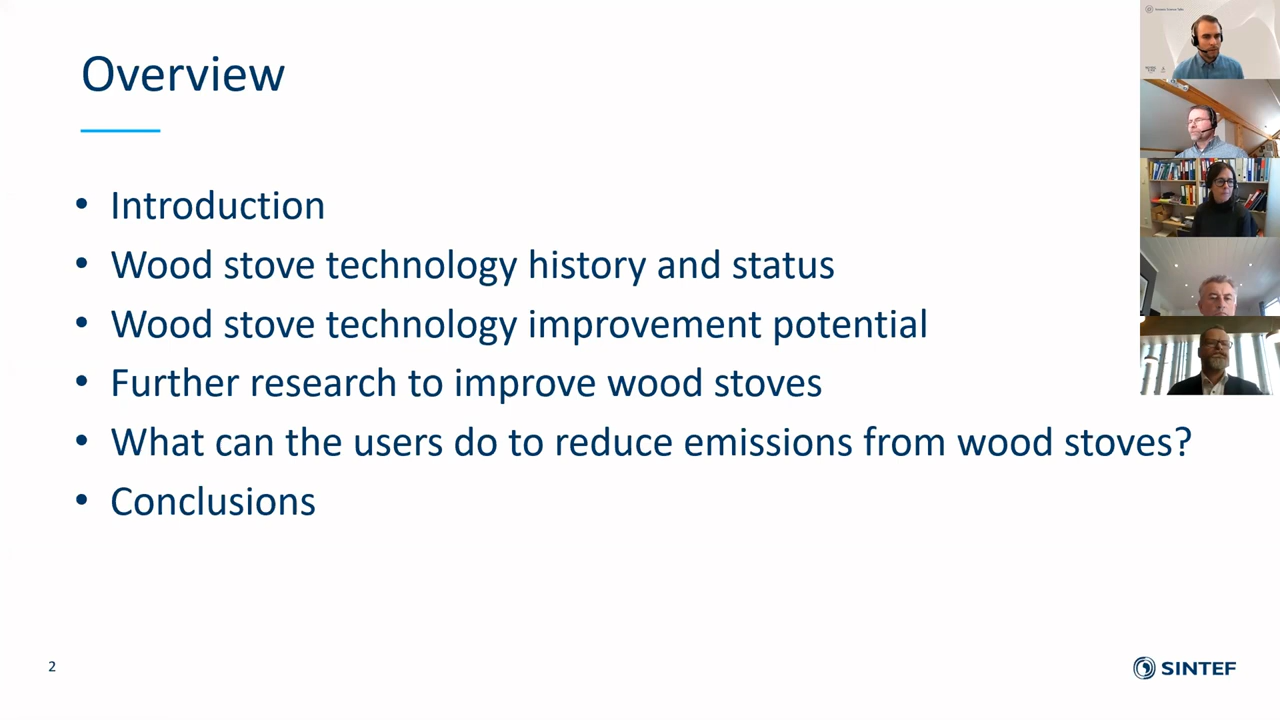 Overview
• Introduction
• Wood stove technology history and status
• Wood stove technology improvement potential
• Further research to improve wood stoves
• What can the users do to reduce emissions from wood stoves?
• Conclusions
2
SINTEF